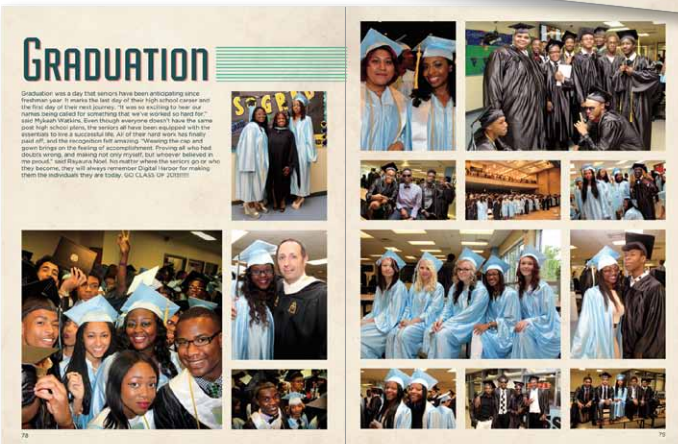 GRADUATION
Graduation was a day that seniors have been anticipating since
freshman year. It marks the last day of their high school career and
the first day of their next journey. "It was so exciting to hear our
names being called for something that we've worked so hard for,"
said Mykaah Watkins. Even though everyone doesn't have the same
post high school plans, the seniors all have been equipped with the
essentials to live a successful life. All of their hard work has finally
paid off, and the recognition felt amazing. "Wearing the cap and
gown brings on the feeling of accomplishment. Proving all who had
doubts wrong, and making not only myself, but whoever believed in
me proud," said Rayauna Noel. No matter where the seniors go or who
they become, they will always remember Digital Harbor for making
them the individuals they are today. GO CLASS OF 2013!!!!!
78
79